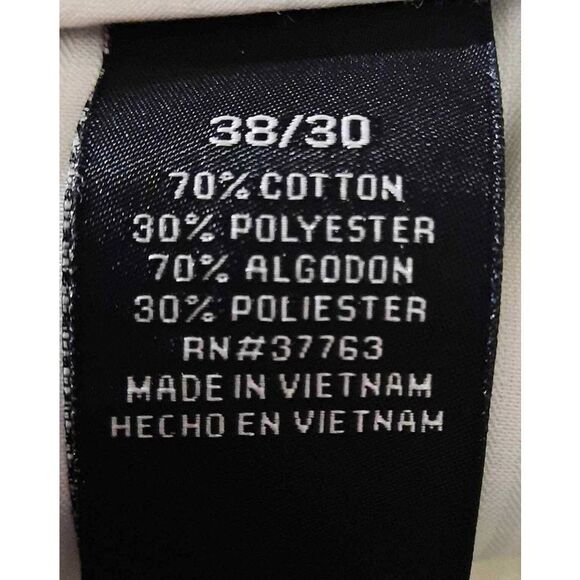 38/30
70% COTTON
30% POLYESTER
70% ALGODON
30% POLIESTER
RN#37763
MADE IN VIETNAM
HECHO EN VIETNAM